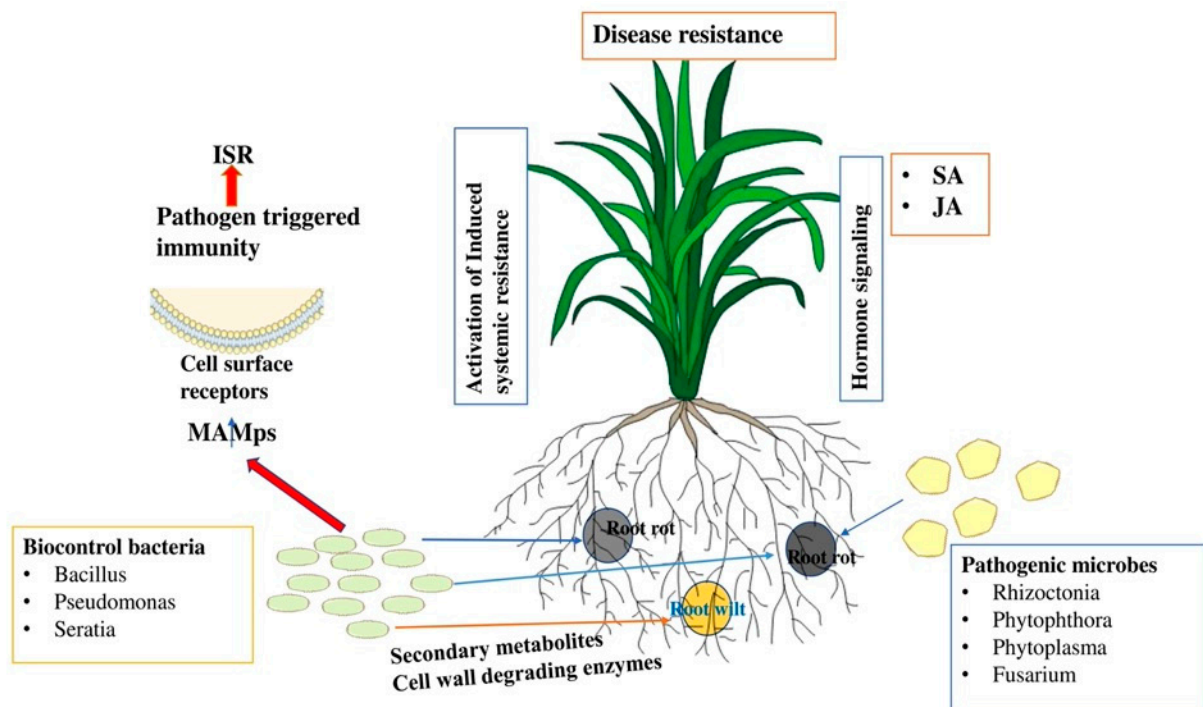 Disease resistance
ISR
Pathogen triggered
immunity
Cell surface
receptors
MAMps
Activation of Induced
systemic resistance
Hormone signaling
• SA
• JA
Root rot
Root rot
Root wilt
Biocontrol bacteria
• Bacillus
• Pseudomonas
• Seratia
Secondary metabolites
Cell wall degrading enzymes
Pathogenic microbes
• Rhizoctonia
• Phytophthora
• Phytoplasma
• Fusarium